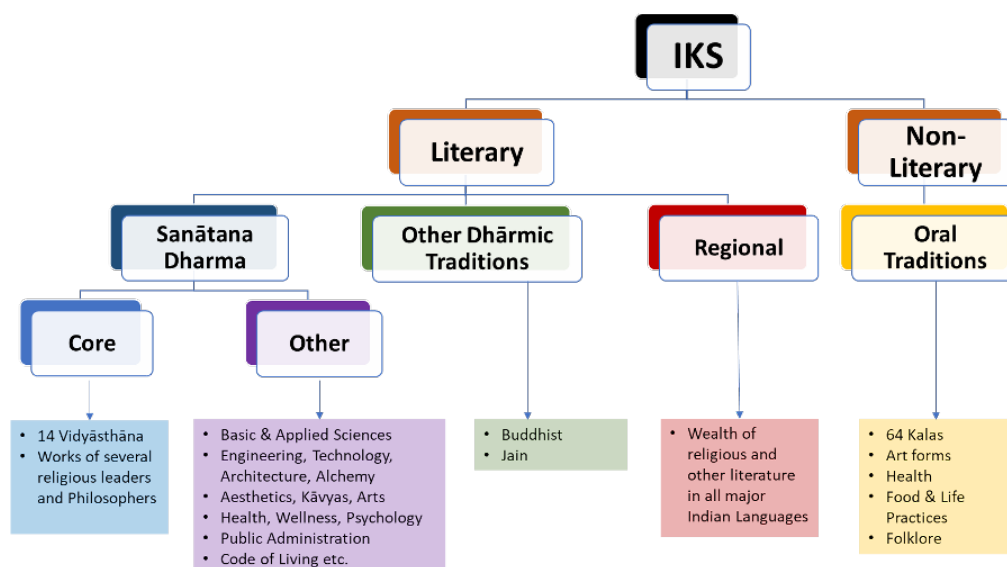 IKS
Literary
Non-
Literary
Sanātana
Dharma
Other Dhārmic
Traditions
Regional
Oral
Traditions
Core
Other
• 14 Vidyāsthāna
• Works of several
religious leaders
and Philosophers
• Basic & Applied Sciences
• Engineering, Technology,
Architecture, Alchemy
• Aesthetics, Kāvyas, Arts
• Health, Wellness, Psychology
• Public Administration
• Code of Living etc.
• Buddhist
• Jain
• Wealth of
religious and
other literature
in all major
Indian Languages
• 64 Kalas
• Art forms
• Health
• Food & Life
Practices
• Folklore